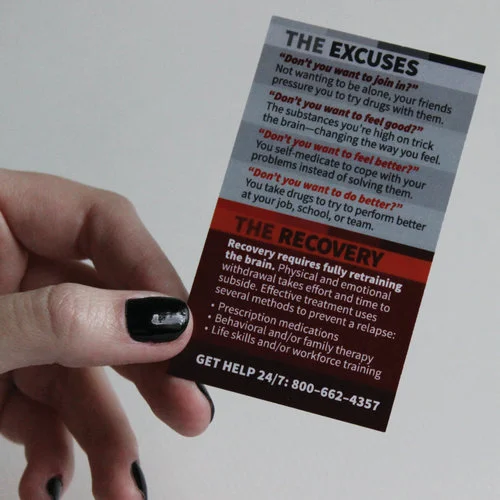 THE EXCUSES
"Don't you want to join in?"
Not wanting to be alone, your friends
pressure you to try drugs with them.
"Don't you want to feel good?"
The substances you're high on trick
the brain—changing the way you feel.
"Don't you want to feel better?"
You self-medicate to cope with your
problems instead of solving them.
"Don't you want to do better?"
You take drugs to try to perform better
at your job, school, or team.
THE RECOVERY
Recovery requires fully retraining
the brain. Physical and emotional
withdrawal takes effort and time to
subside. Effective treatment uses
several methods to prevent a relapse:
• Prescription medications
• Behavioral and/or family therapy
• Life skills and/or workforce training
GET HELP 24/7: 800–662–4357